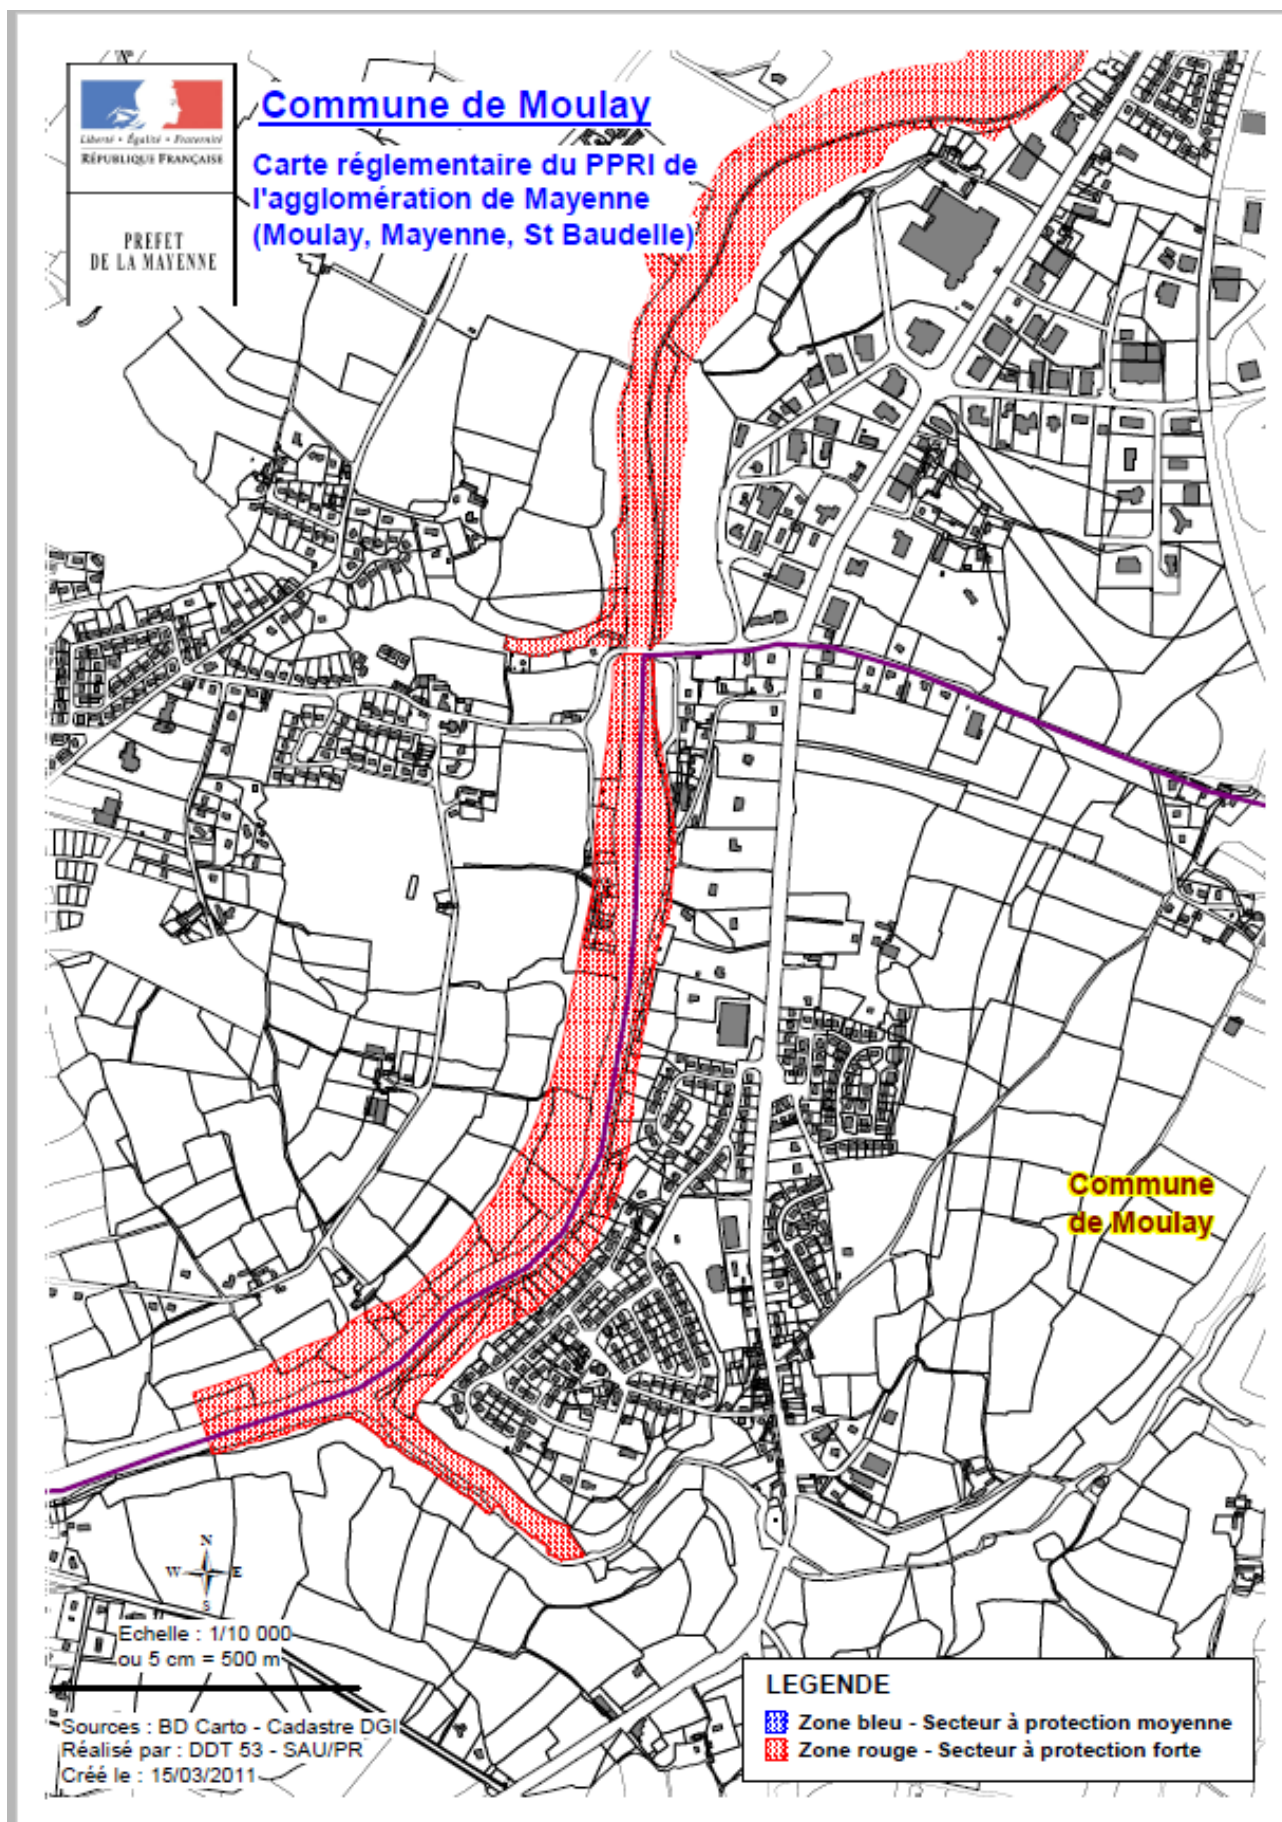 Commune de Moulay
Liberté • Égalité • Fraternité
RÉPUBLIQUE FRANÇAISE
PREFET
DE LA MAYENNE
Carte réglementaire du PPRI de
l'agglomération de Mayenne
(Moulay, Mayenne, St Baudelle)
Commune
de Moulay
N
W E
S
Echelle : 1/10 000
ou 5 cm = 500 m
Sources : BD Carto - Cadastre DGI
Réalisé par : DDT 53 - SAU/PR
Créé le : 15/03/2011
LEGENDE
Zone bleu - Secteur à protection moyenne
Zone rouge - Secteur à protection forte